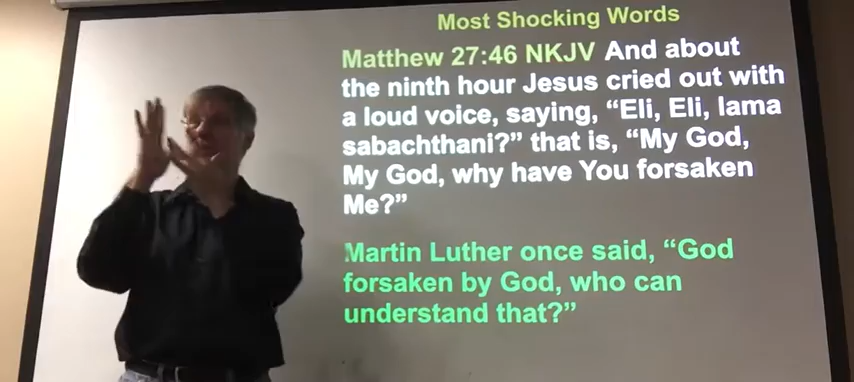 Most Shocking Words
Matthew 27:46 NKJV And about
the ninth hour Jesus cried out with
a loud voice, saying, “Eli, Eli, lama
sabachthani?” that is, “My God,
My God, why have You forsaken
Me?”
Martin Luther once said, “God
forsaken by God, who can
understand that?”